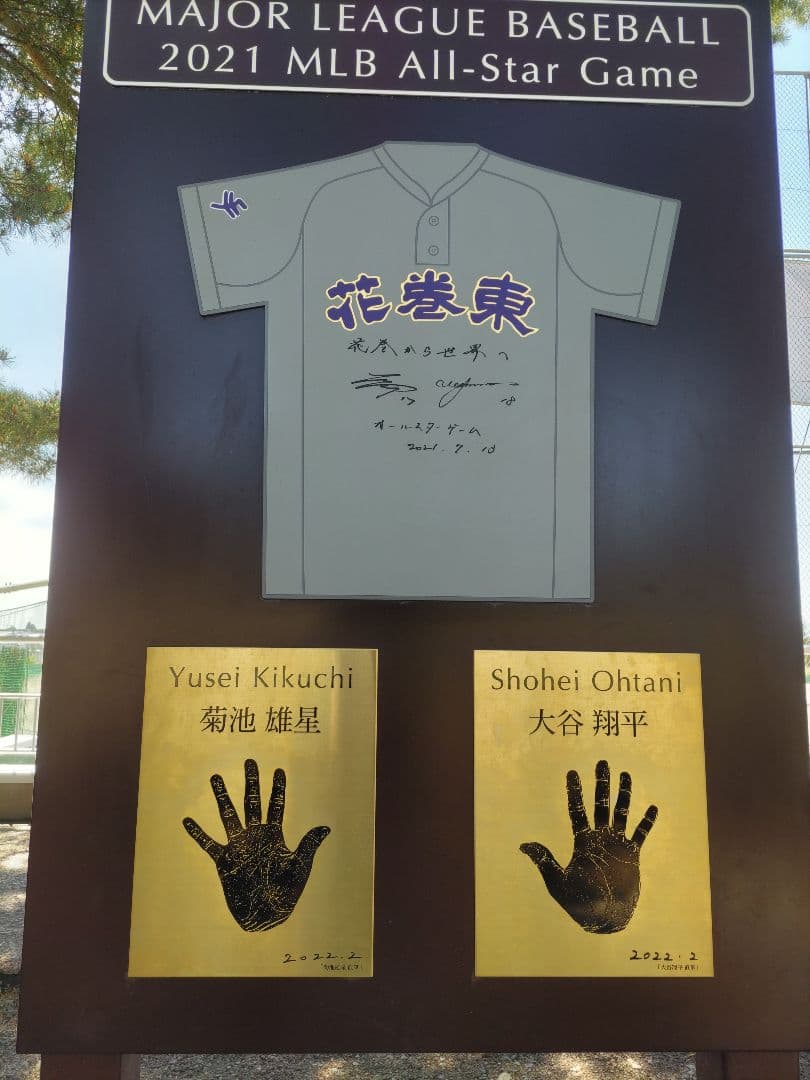 MAJOR LEAGUE BASEBALL
2021 MLB All-Star Game
花巻東
花巻から世界へ
17
18
オールスターゲーム
2021.7.13
Yusei Kikuchi
菊池 雄星
2022.2
Shohei Ohtani
大谷 翔平
2022.2